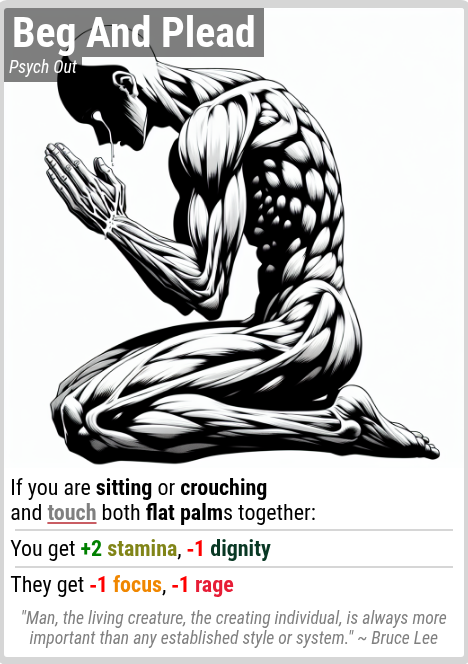 Beg And Plead
Psych Out
If you are sitting or crouching
and touch both flat palms together:
You get +2 stamina, -1 dignity
They get -1 focus, -1 rage
"Man, the living creature, the creating individual, is always more
important than any established style or system." ~ Bruce Lee